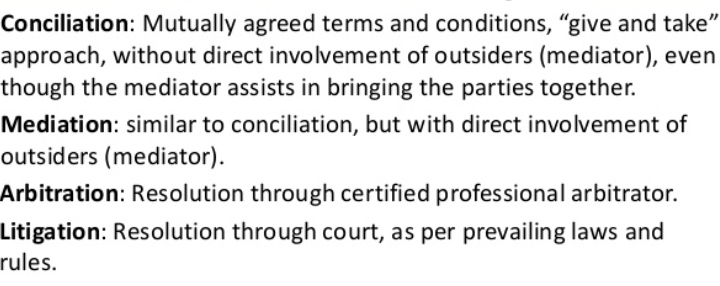 Conciliation: Mutually agreed terms and conditions, “give and take”
approach, without direct involvement of outsiders (mediator), even
though the mediator assists in bringing the parties together.
Mediation: similar to conciliation, but with direct involvement of
outsiders (mediator).
Arbitration: Resolution through certified professional arbitrator.
Litigation: Resolution through court, as per prevailing laws and
rules.